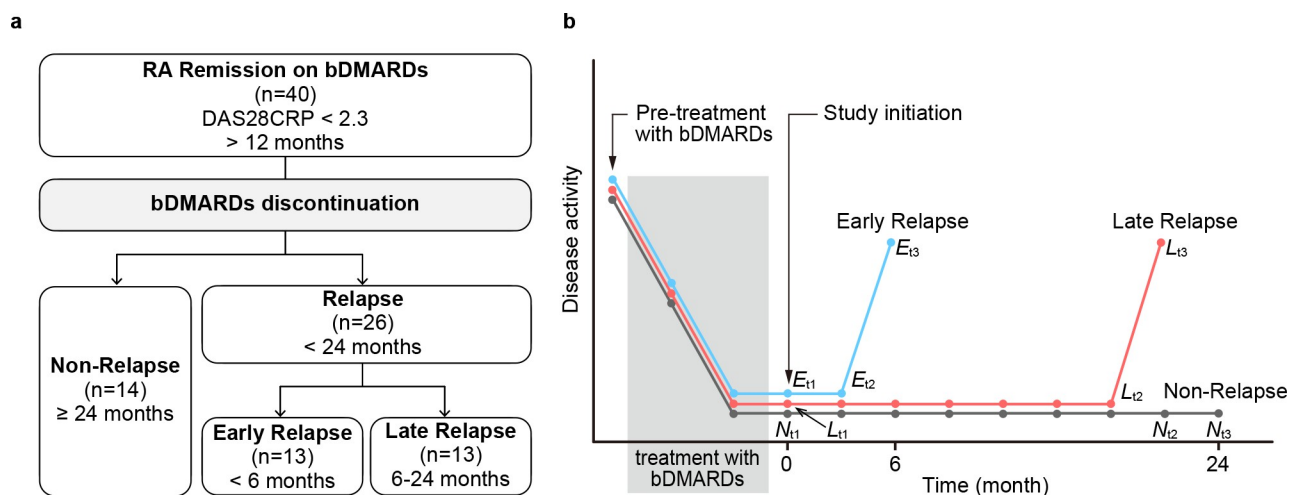 a
RA Remission on bDMARDs
(n=40)
DAS28CRP < 2.3
> 12 months
bDMARDs discontinuation
Non-Relapse
(n=14)
≥ 24 months
Relapse
(n=26)
< 24 months
Early Relapse
(n=13)
< 6 months
Late Relapse
(n=13)
6-24 months
b
Disease activity
Pre-treatment
with bDMARDs
Study initiation
Early Relapse
Late Relapse
Et3
Lt3
Et1
Et2
Lt2
Non-Relapse
Nt1
Lt1
Nt2
Nt3
treatment with
bDMARDs
0
6
24
Time (month)